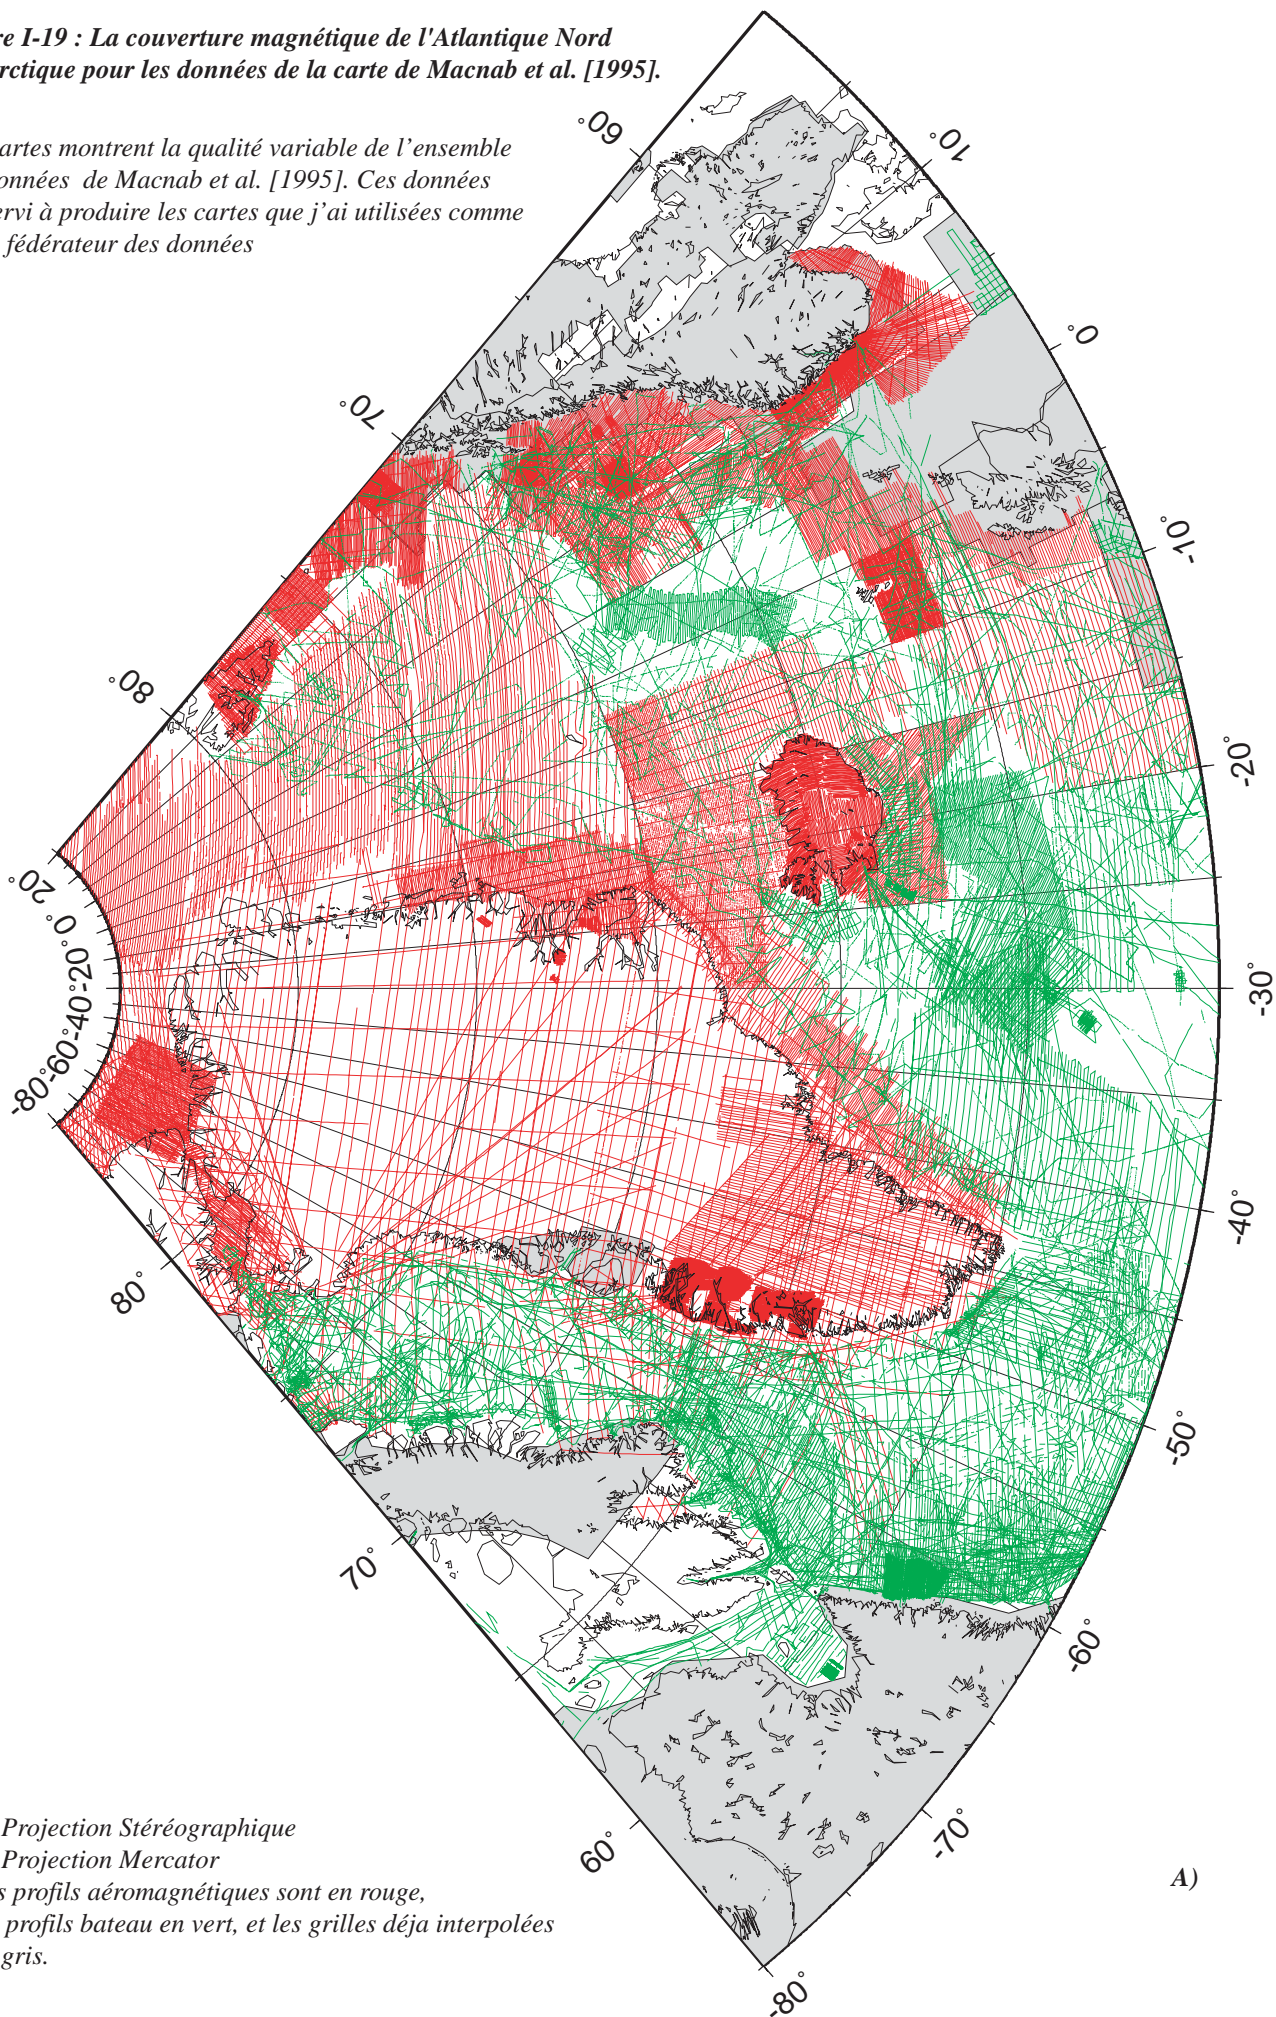 re I-19 : La couverture magnétique de l'Atlantique Nord
rctique pour les données de la carte de Macnab et al. [1995].
artes montrent la qualité variable de l’ensemble
onnées de Macnab et al. [1995]. Ces données
ervi à produire les cartes que j’ai utilisées comme
fédérateur des données
60°
10°
0°
70°
-10°
80°
-20°
20°
0°
-20°
-40°
-60°
-80°
-30°
-40°
80°
-50°
70°
-60°
60°
-70°
-80°
A)
Projection Stéréographique
Projection Mercator
s profils aéromagnétiques sont en rouge,
profils bateau en vert, et les grilles déja interpolées
gris.